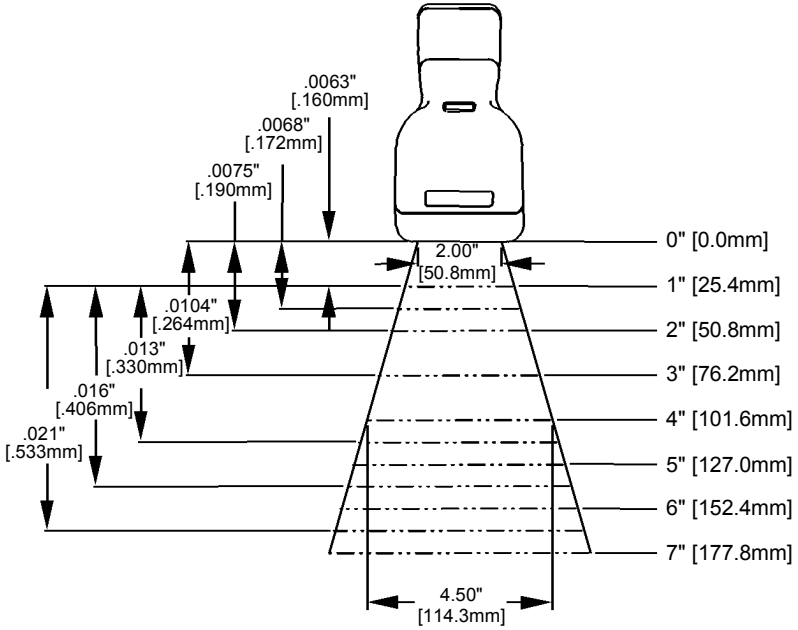 .0063"
[.160mm]
.0068"
[.172mm]
.0075"
[.190mm]
0" [0.0mm]
2.00"
[50.8mm]
1" [25.4mm]
.0104"
[.264mm]
2" [50.8mm]
.013"
[.330mm]
3" [76.2mm]
.016"
[.406mm]
4" [101.6mm]
.021"
[.533mm]
5" [127.0mm]
6" [152.4mm]
7" [177.8mm]
4.50"
[114.3mm]